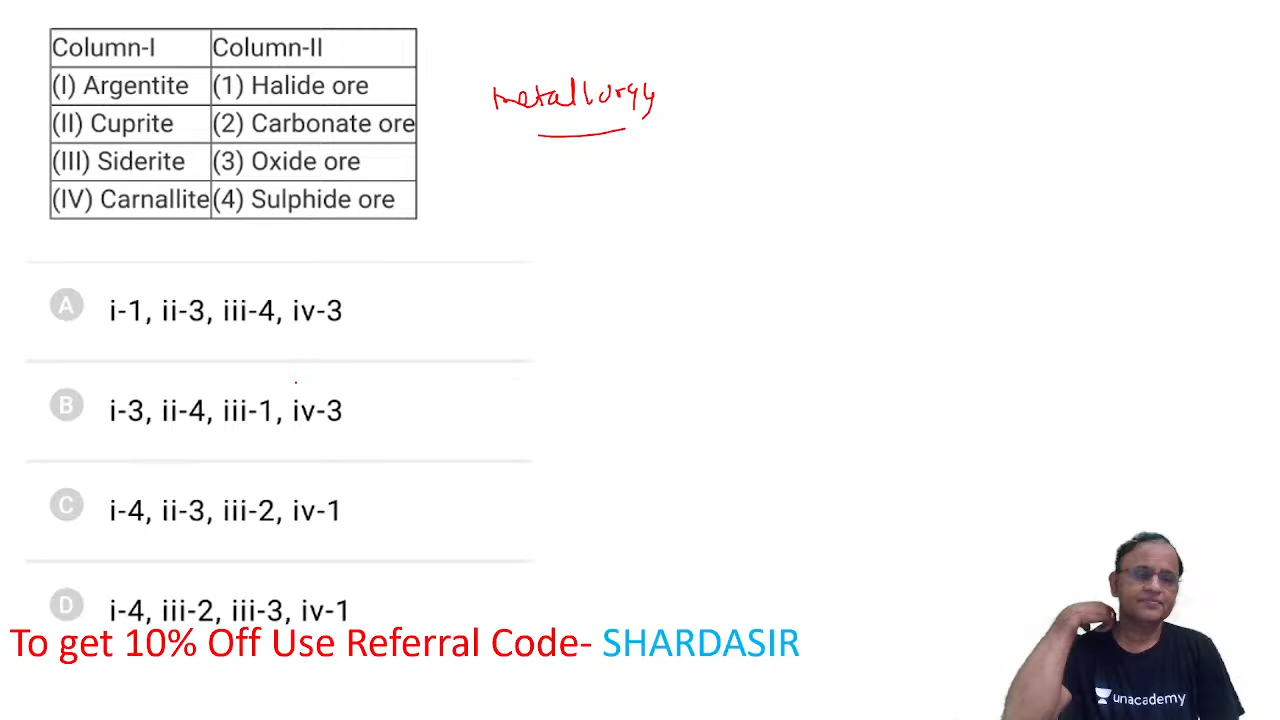 Column-I Column-II
(I) Argentite (1) Halide ore
(II) Cuprite (2) Carbonate ore
(III) Siderite (3) Oxide ore
(IV) Carnallite (4) Sulphide ore
metallurgy
A i-1, ii-3, iii-4, iv-3
B i-3, ii-4, iii-1, iv-3
C i-4, ii-3, iii-2, iv-1
D i-4, iii-2, iii-3, iv-1
To get 10% Off Use Referral Code- SHARDASIR
unacademy